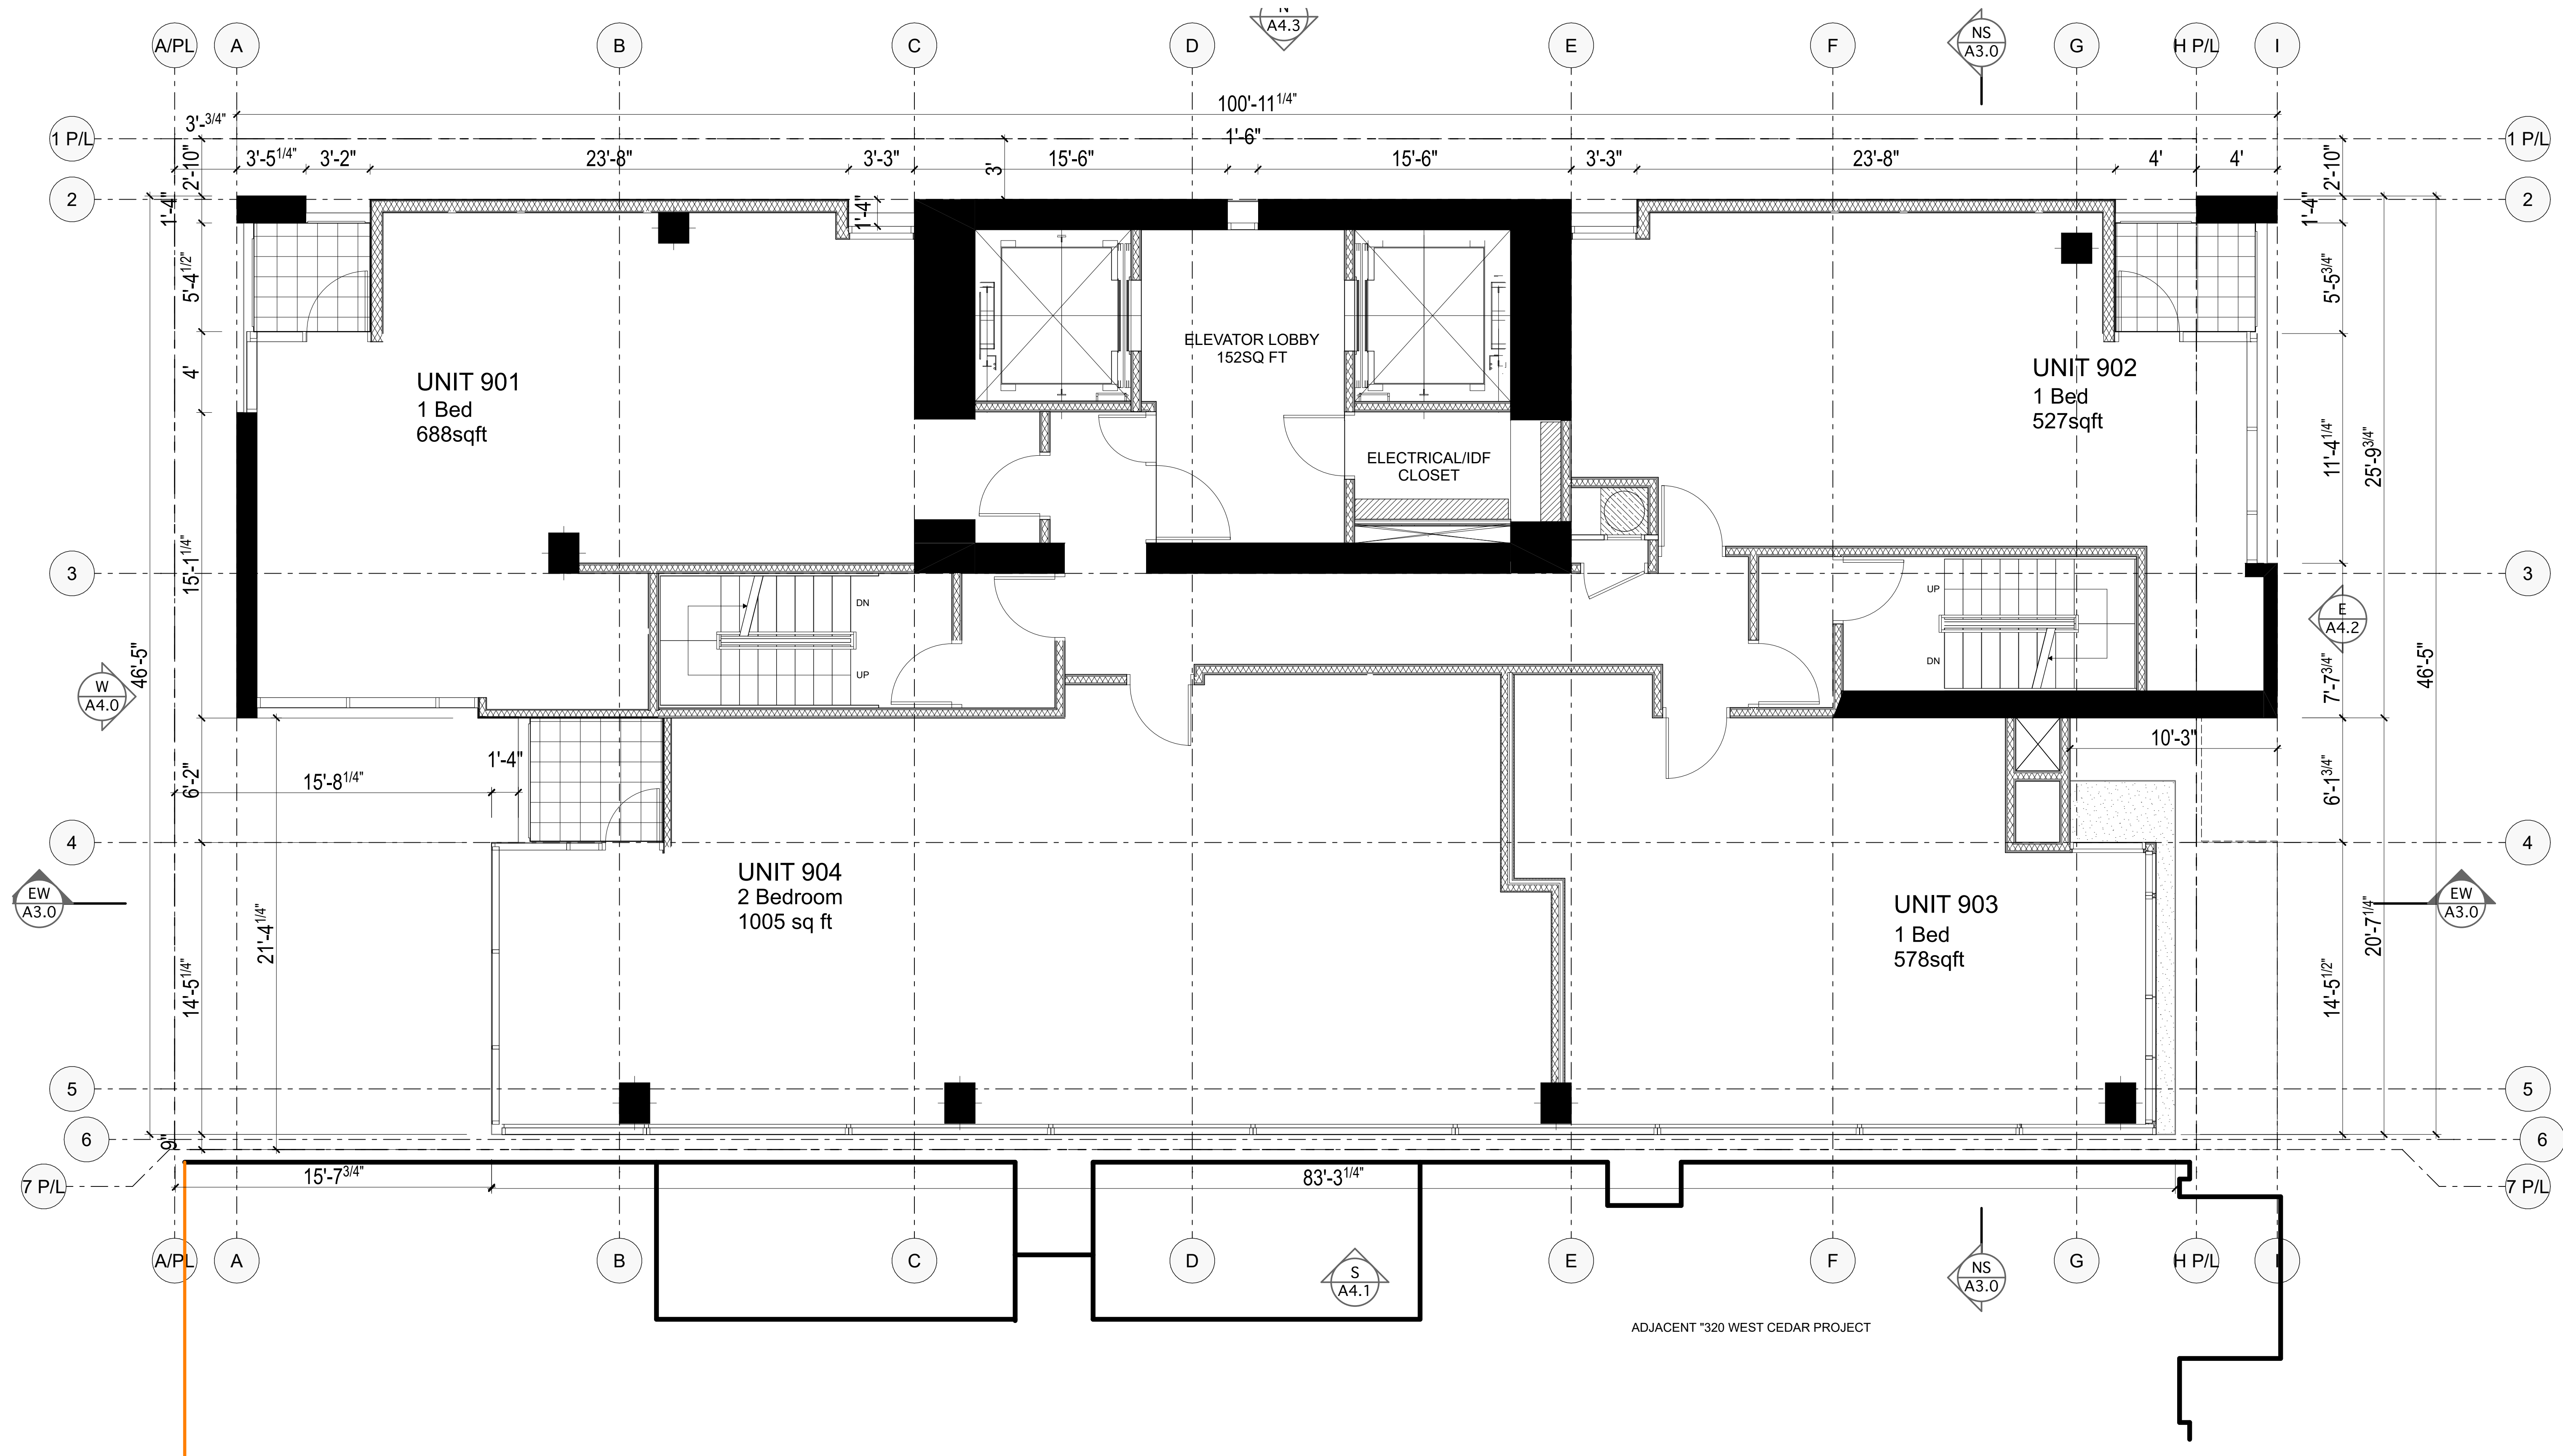 N
A4.3
A/PL
A
B
C
D
E
F
NS
A3.0
G
H P/L
I
100'-11 1/4"
3'-3/4"
1 P/L
1'-6"
1 P/L
2'-10"
3'-5 1/4"
3'-2"
23'-8"
3'-3"
3'
15'-6"
15'-6"
3'-3"
23'-8"
4'
4'
2'-10"
2
1'-4"
1'-4"
1'-4"
2
5'-4 1/2"
5'-5 3/4"
ELEVATOR LOBBY
152SQ FT
4'
UNIT 901
1 Bed
688sqft
UNIT 902
1 Bed
527sqft
11'-4 1/4"
25'-9 3/4"
ELECTRICAL/IDF
CLOSET
15'-1 1/4"
3
3
DN
UP
UP
DN
E
A4.2
46'-5"
W
A4.0
7'-7 3/4"
46'-5"
10'-3"
1'-4"
15'-8 1/4"
6'-2"
6'-1 3/4"
4
4
UNIT 904
2 Bedroom
1005 sq ft
UNIT 903
1 Bed
578sqft
EW
A3.0
EW
A3.0
21'-4 1/4"
20'-7 1/4"
14'-5 1/4"
14'-5 1/2"
5
5
6
9"
6
7 P/L
15'-7 3/4"
83'-3 1/4"
7 P/L
A/PL
A
B
C
D
S
A4.1
E
F
NS
A3.0
G
H P/L
I
ADJACENT "320 WEST CEDAR PROJECT